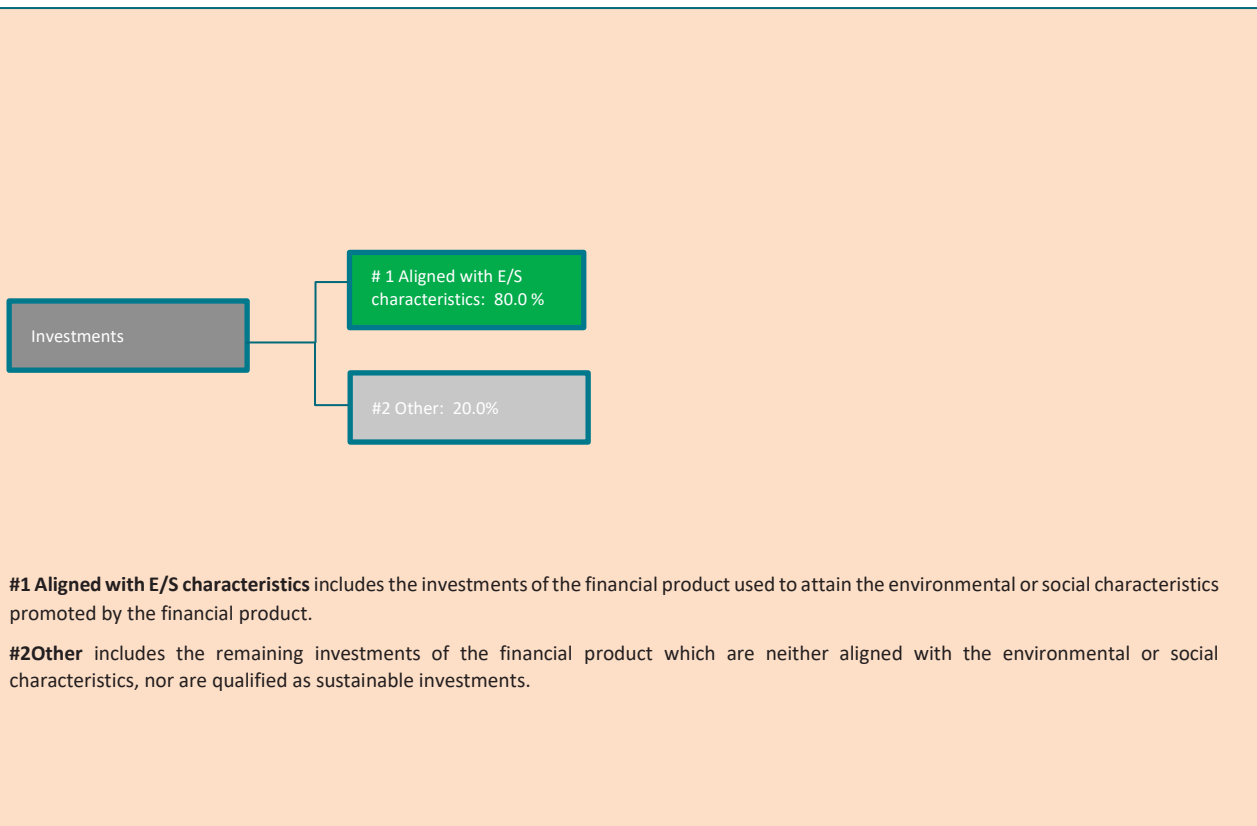 # 1 Aligned with E/S
characteristics: 80.0 %
Investments
#2 Other: 20.0%
#1 Aligned with E/S characteristics includes the investments of the financial product used to attain the environmental or social characteristics
promoted by the financial product.
#2Other includes the remaining investments of the financial product which are neither aligned with the environmental or social
characteristics, nor are qualified as sustainable investments.